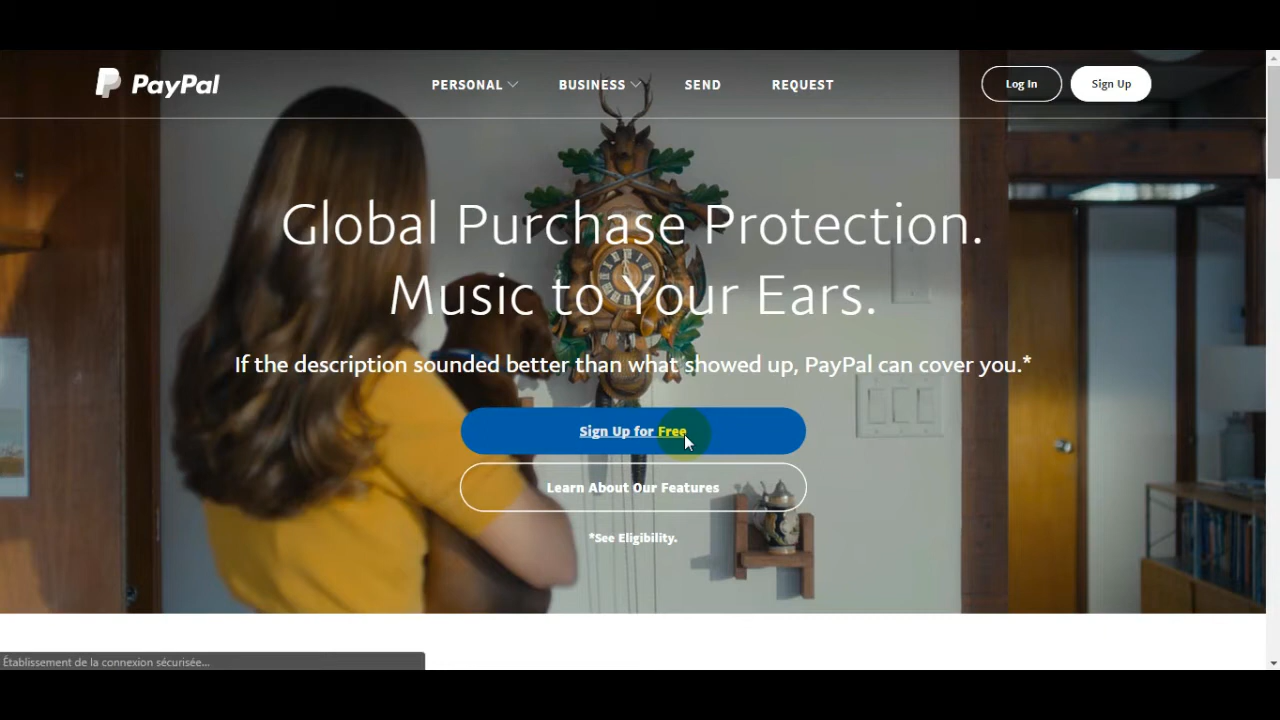 PayPal
PERSONAL
BUSINESS
SEND
REQUEST
Log In
Sign Up
Global Purchase Protection.
Music to Your Ears.
If the description sounded better than what showed up, PayPal can cover you.*
Sign Up for Free
Learn About Our Features
*See Eligibility.
Établissement de la connexion sécurisée...